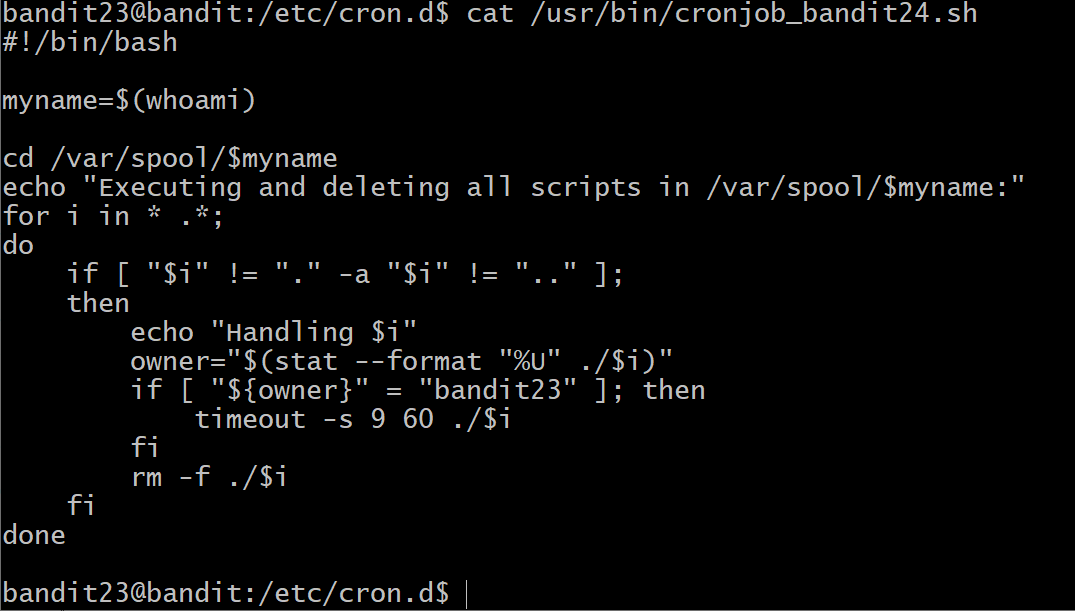 bandit23@bandit:/etc/cron.d$ cat /usr/bin/cronjob_bandit24.sh
#!/bin/bash

myname=$(whoami)

cd /var/spool/$myname
echo "Executing and deleting all scripts in /var/spool/$myname:"
for i in * .*;
do
    if [ "$i" != "." -a "$i" != ".." ];
    then
        echo "Handling $i"
        owner="$(stat --format "%U" ./$i)"
        if [ "${owner}" = "bandit23" ]; then
            timeout -s 9 60 ./$i
        fi
        rm -f ./$i
    fi
done

bandit23@bandit:/etc/cron.d$